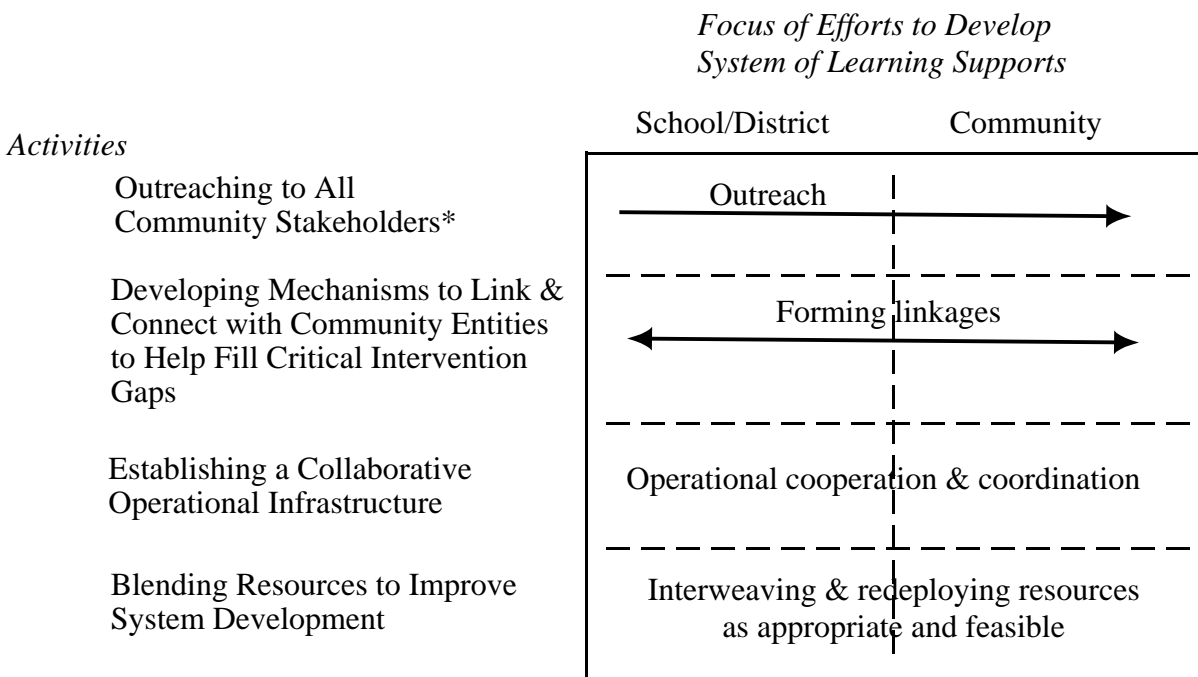 Focus of Efforts to Develop
System of Learning Supports
School/District Community
Activities
Outreaching to All
Community Stakeholders*
Outreach
Developing Mechanisms to Link &
Connect with Community Entities
to Help Fill Critical Intervention
Gaps
Forming linkages
Establishing a Collaborative
Operational Infrastructure
Operational cooperation & coordination
Blending Resources to Improve
System Development
Interweaving & redeploying resources
as appropriate and feasible